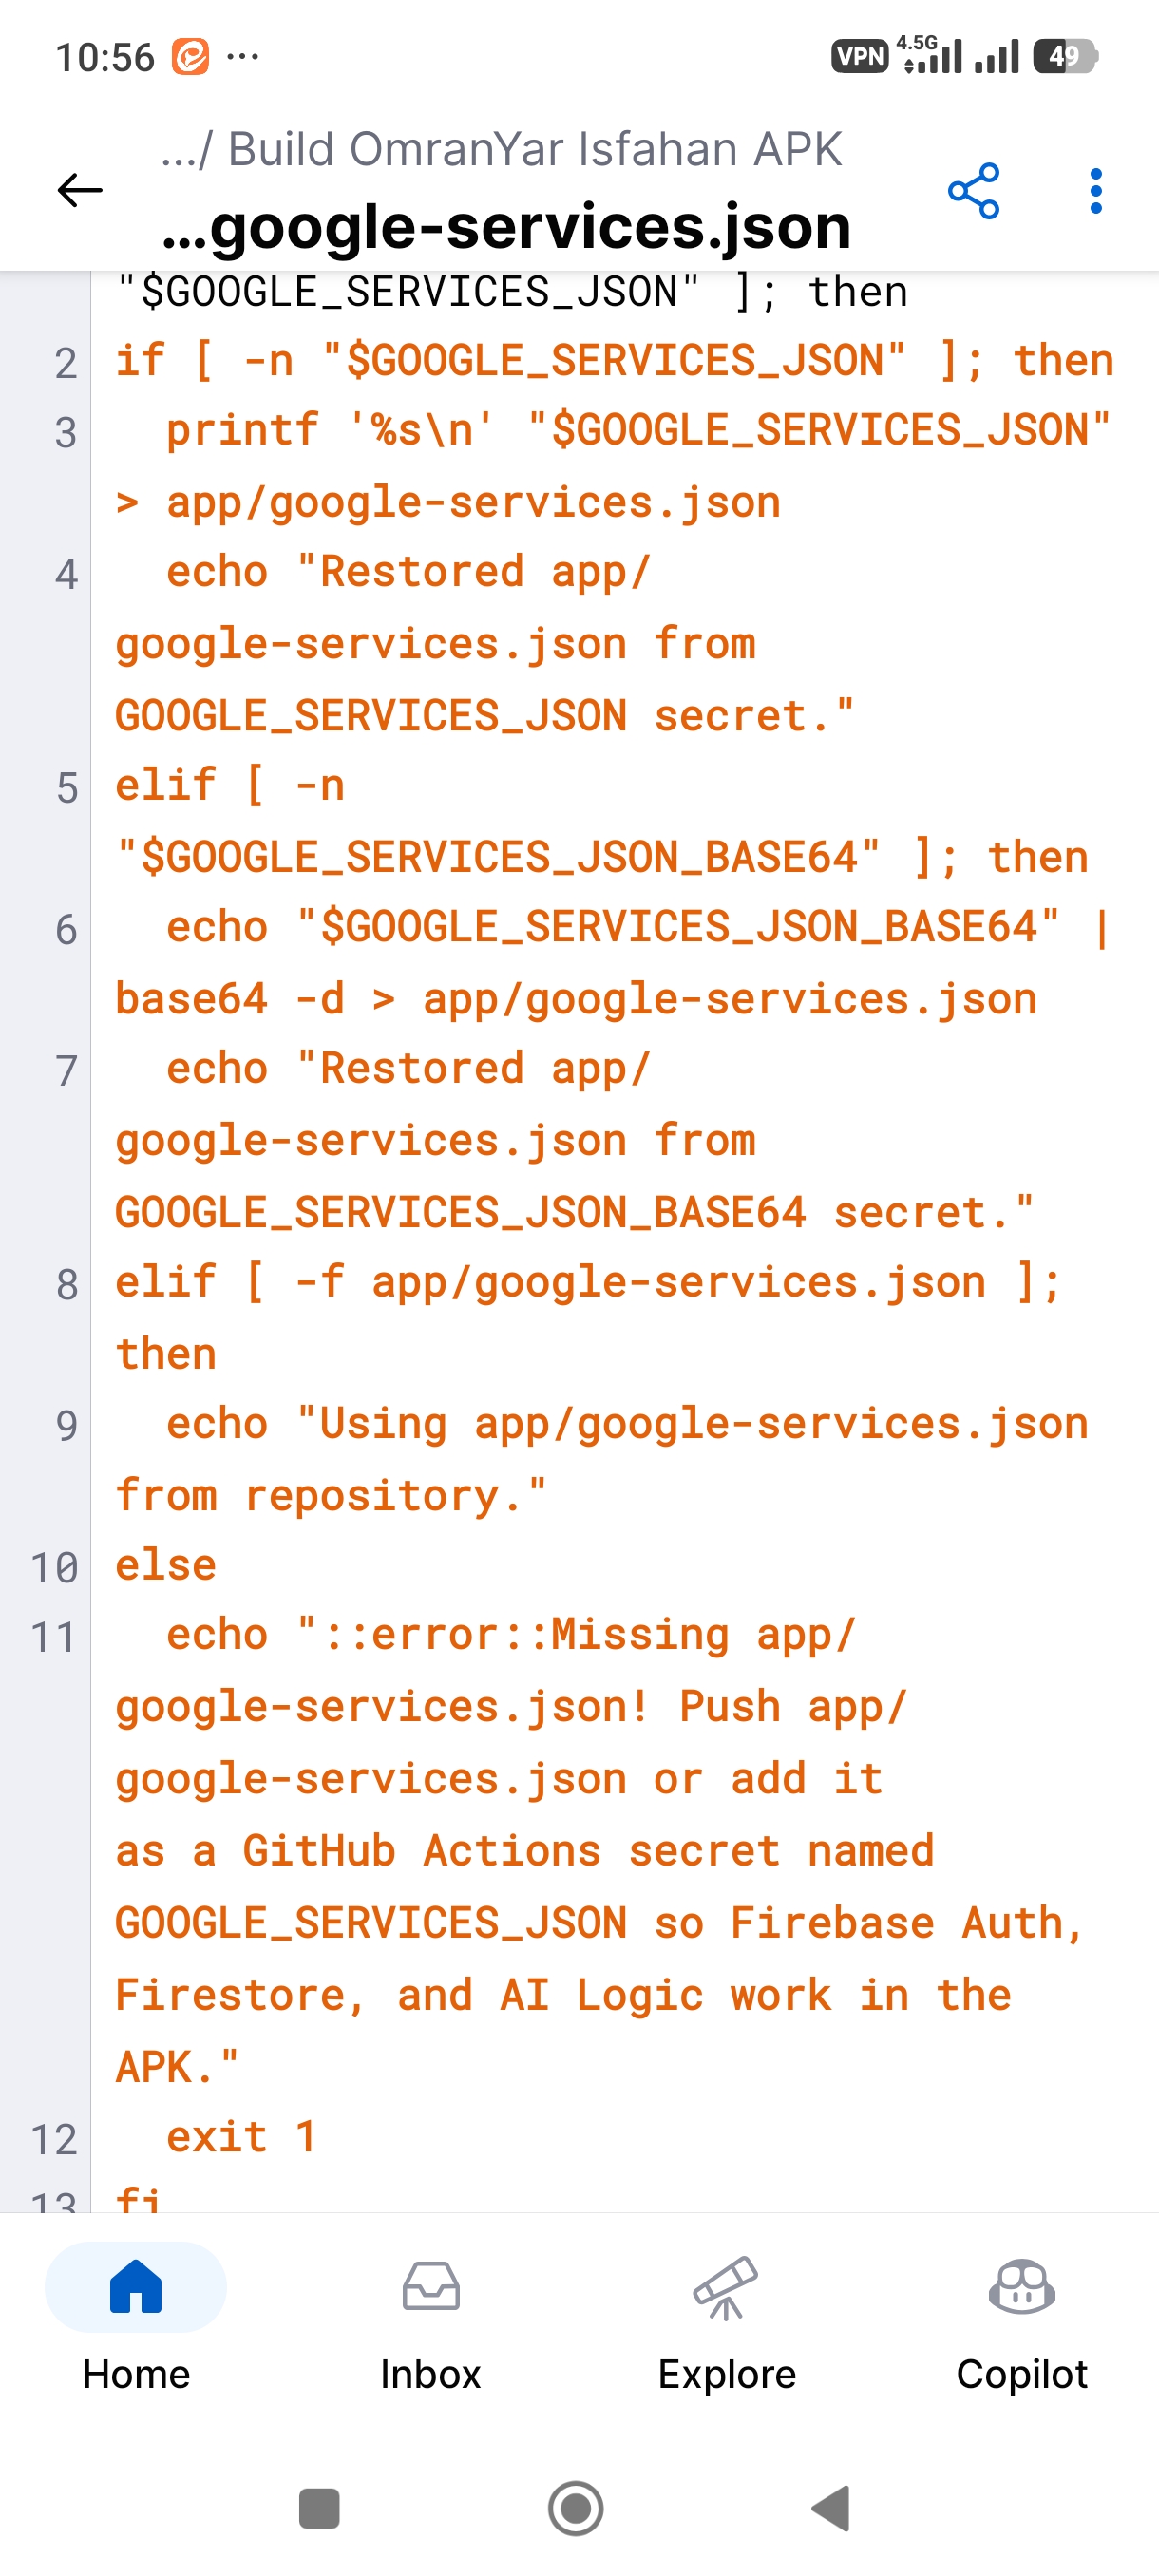 10:56
VPN 4.5G 49
.../ Build OmranYar Isfahan APK
...google-services.json
"$GOOGLE_SERVICES_JSON" ]; then
2 if [ -n "$GOOGLE_SERVICES_JSON" ]; then
3 printf '%s\n' "$GOOGLE_SERVICES_JSON"
> app/google-services.json
4 echo "Restored app/
google-services.json from
GOOGLE_SERVICES_JSON secret."
5 elif [ -n
"$GOOGLE_SERVICES_JSON_BASE64" ]; then
6 echo "$GOOGLE_SERVICES_JSON_BASE64" |
base64 -d > app/google-services.json
7 echo "Restored app/
google-services.json from
GOOGLE_SERVICES_JSON_BASE64 secret."
8 elif [ -f app/google-services.json ];
then
9 echo "Using app/google-services.json
from repository."
10 else
11 echo "::error::Missing app/
google-services.json! Push app/
google-services.json or add it
as a GitHub Actions secret named
GOOGLE_SERVICES_JSON so Firebase Auth,
Firestore, and AI Logic work in the
APK."
12 exit 1
13 fi
Home Inbox Explore Copilot